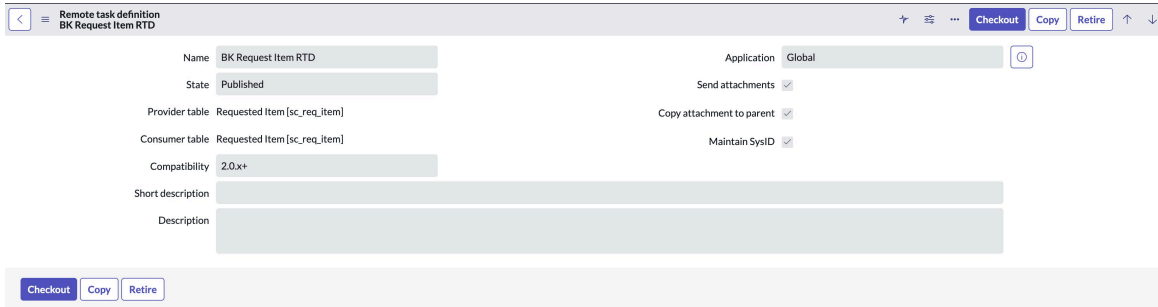 Remote task definition
BK Request Item RTD
Checkout Copy Retire
Name BK Request Item RTD
Application Global
State Published
Send attachments
Provider table Requested Item [sc_req_item]
Copy attachment to parent
Consumer table Requested Item [sc_req_item]
Maintain SysID
Compatibility 2.0.x+
Short description
Description
Checkout Copy Retire